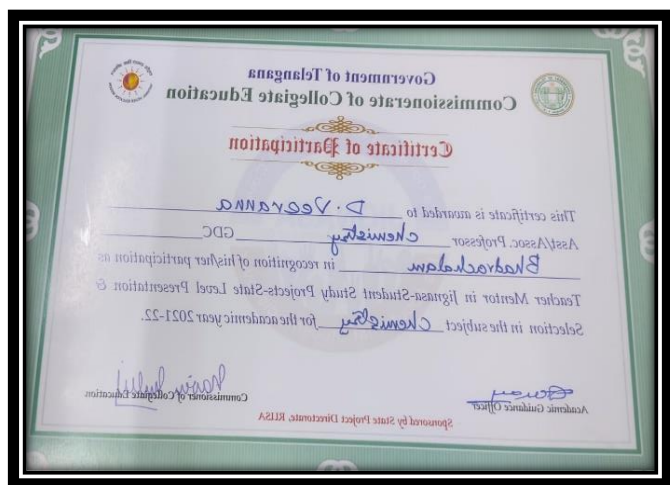 Government of Telangana
Commissionerate of Collegiate Education
Certificate of Participation
This certificate is awarded to D. Veeranna
Asst/Assoc. Professor chemistry GDC
Bhadrachalam in recognition of his/her participation as
Teacher Mentor in Jignasa-Student Study Projects-State Level Presentation &
Selection in the subject Chemistry for the academic year 2021-22.
Academic Guidance Officer
Commissioner of Collegiate Education
Sponsored by State Project Directorate, RUSA